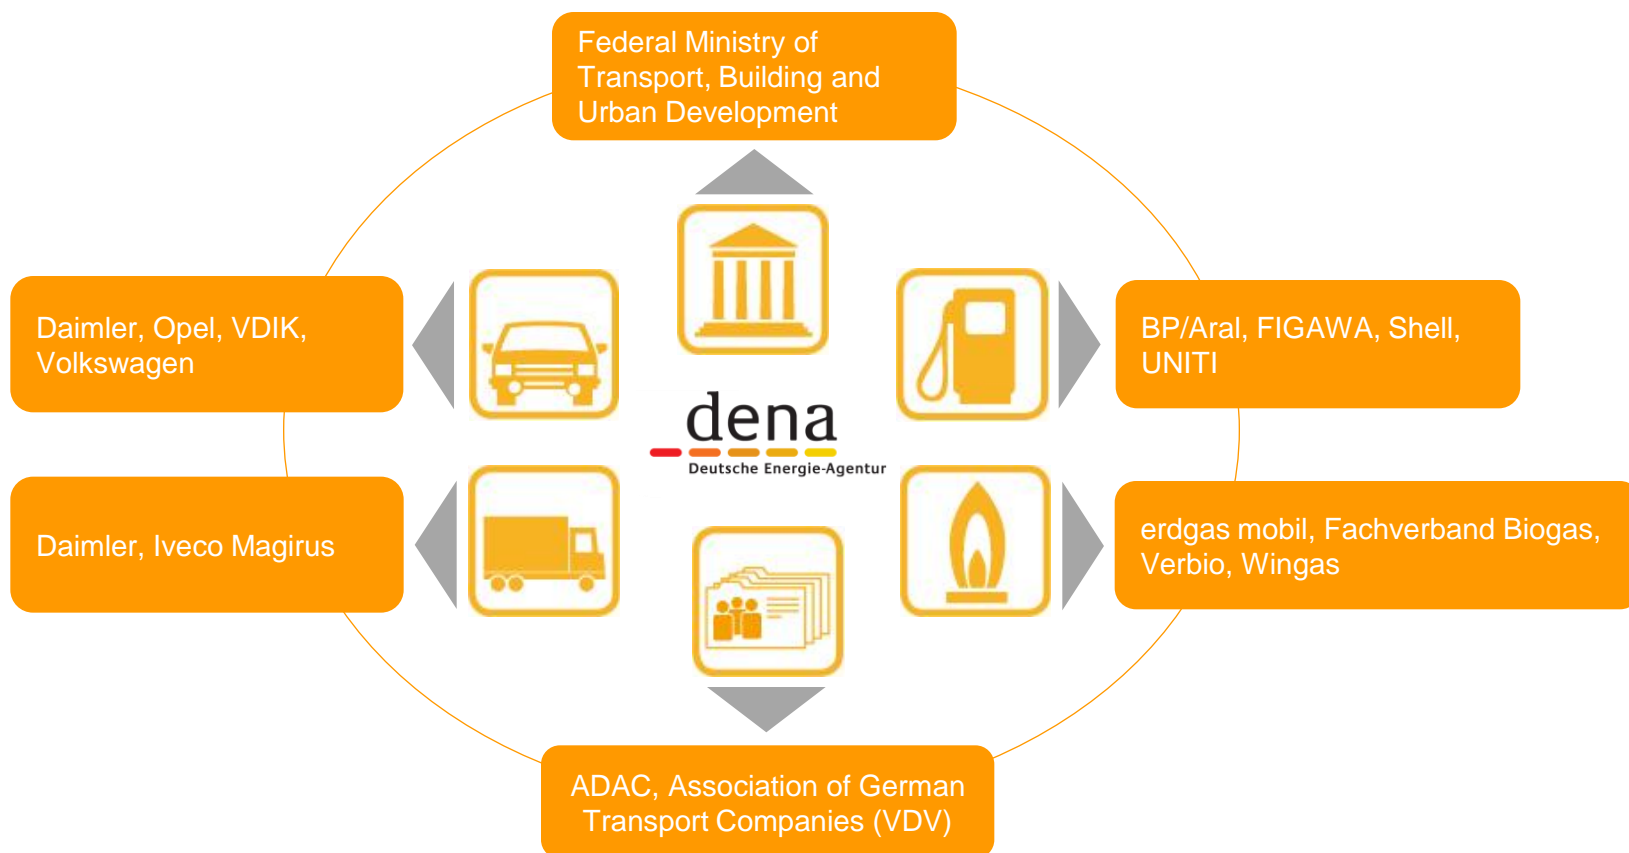 Federal Ministry of
Transport, Building and
Urban Development
Daimler, Opel, VDIK,
Volkswagen
BP/Aral, FIGAWA, Shell,
UNITI
dena
Deutsche Energie-Agentur
Daimler, Iveco Magirus
erdgas mobil, Fachverband Biogas,
Verbio, Wingas
ADAC, Association of German
Transport Companies (VDV)